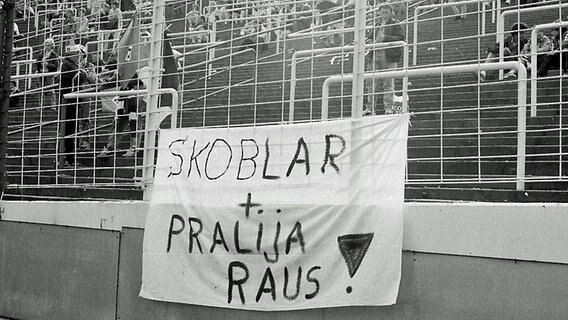 SKOBLAR
+
PRALIJA
RAUS!